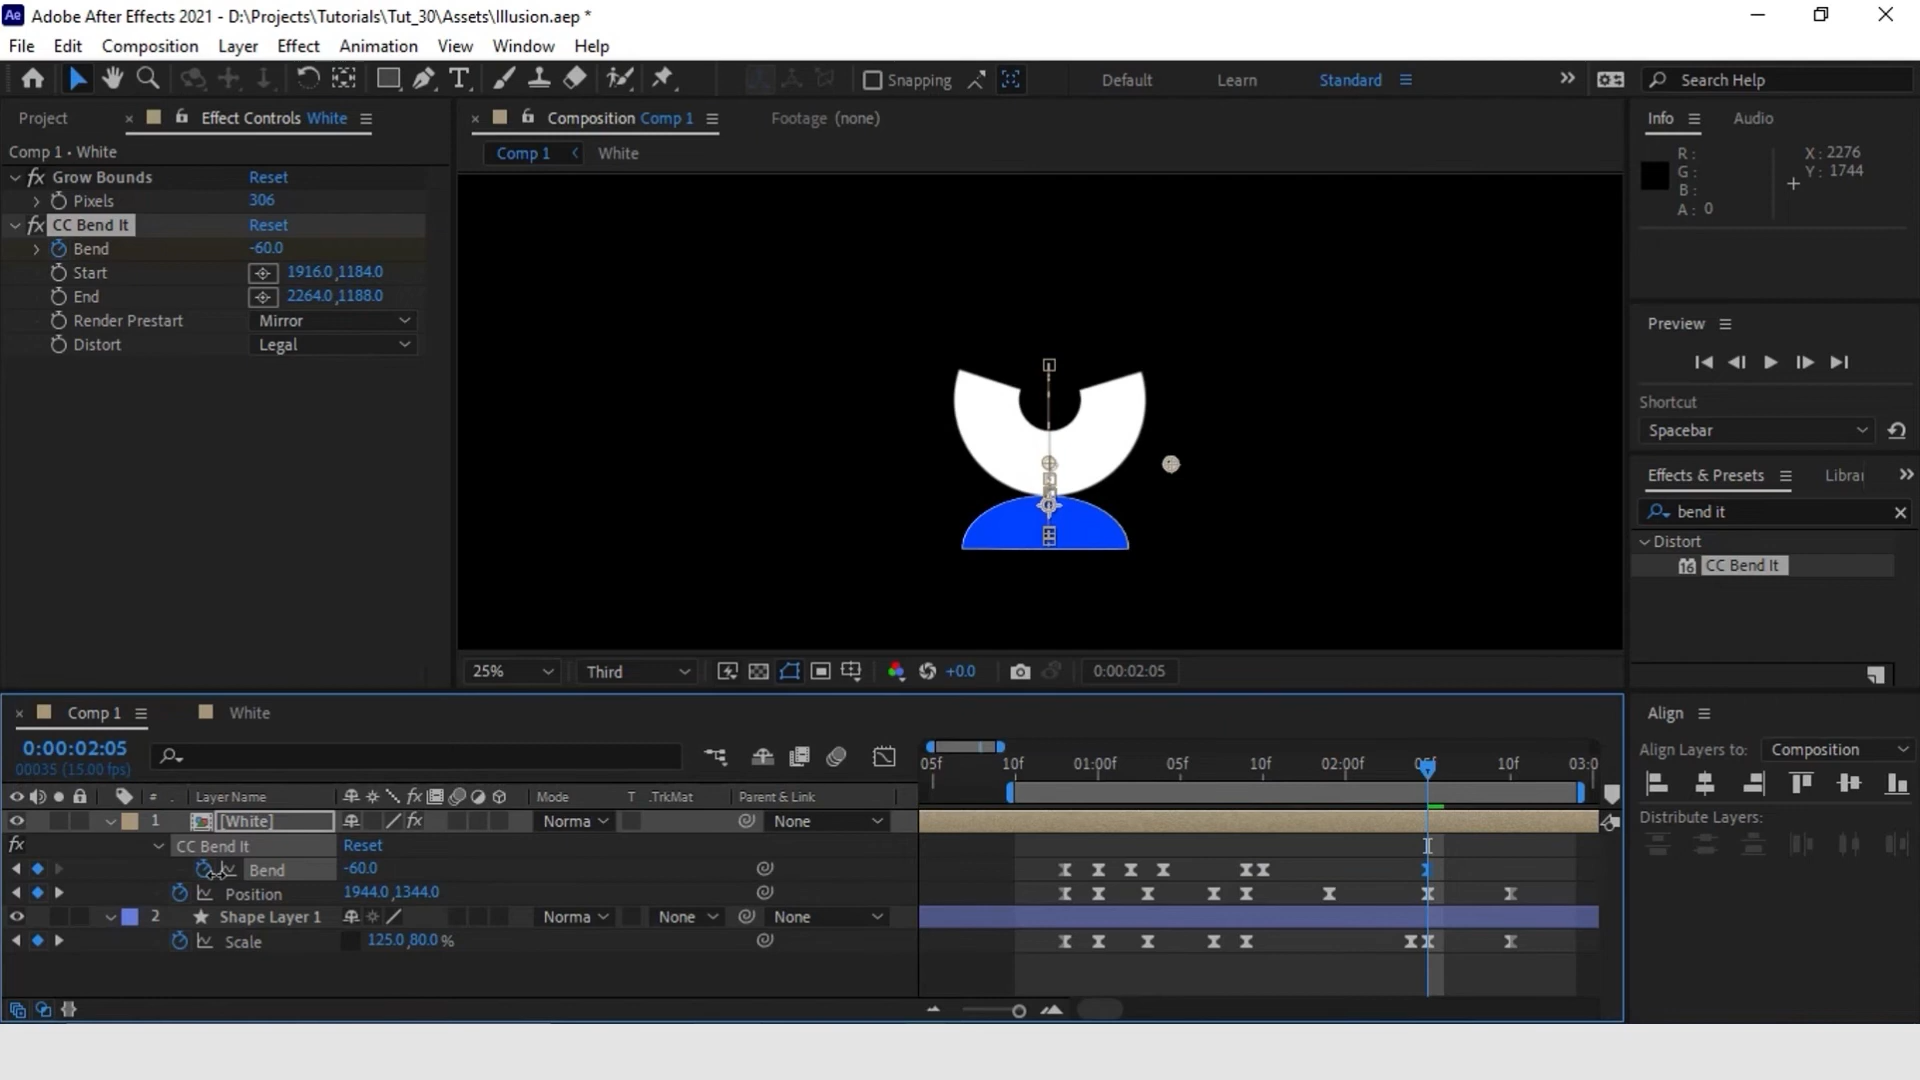 Ae Adobe After Effects 2021 - D:\Projects\Tutorials\Tut_30\Assets\Illusion.aep *
File Edit Composition Layer Effect Animation View Window Help
Snapping Default Learn Standard Search Help
Project Effect Controls White Composition Comp 1 Footage (none) Info Audio
Comp 1 • White
Comp 1 White
fx Grow Bounds Reset
Pixels 306
fx CC Bend It Reset
Bend -60.0
Start 1916.0,1184.0
End 2264.0,1188.0
Render Prestart Mirror
Distort Legal
R:
G:
B:
A: 0
X: 2276
Y: 1744
Preview
Shortcut
Spacebar
Effects & Presets
bend it
Distort
16 CC Bend It
25% Third +0.0 0:00:02:05
Comp 1 White
0:00:02:05
00035 (15.00 fps)
05f 10f 01:00f 05f 10f 02:00f 05f 10f 03:0
# . Layer Name fx Mode T .TrkMat Parent & Link
1 [White] fx Norma None
fx CC Bend It Reset
Bend -60.0
Position 1944.0,1344.0
2 Shape Layer 1 Norma None None
Scale 125.0,80.0 %
Align
Align Layers to: Composition
Distribute Layers: